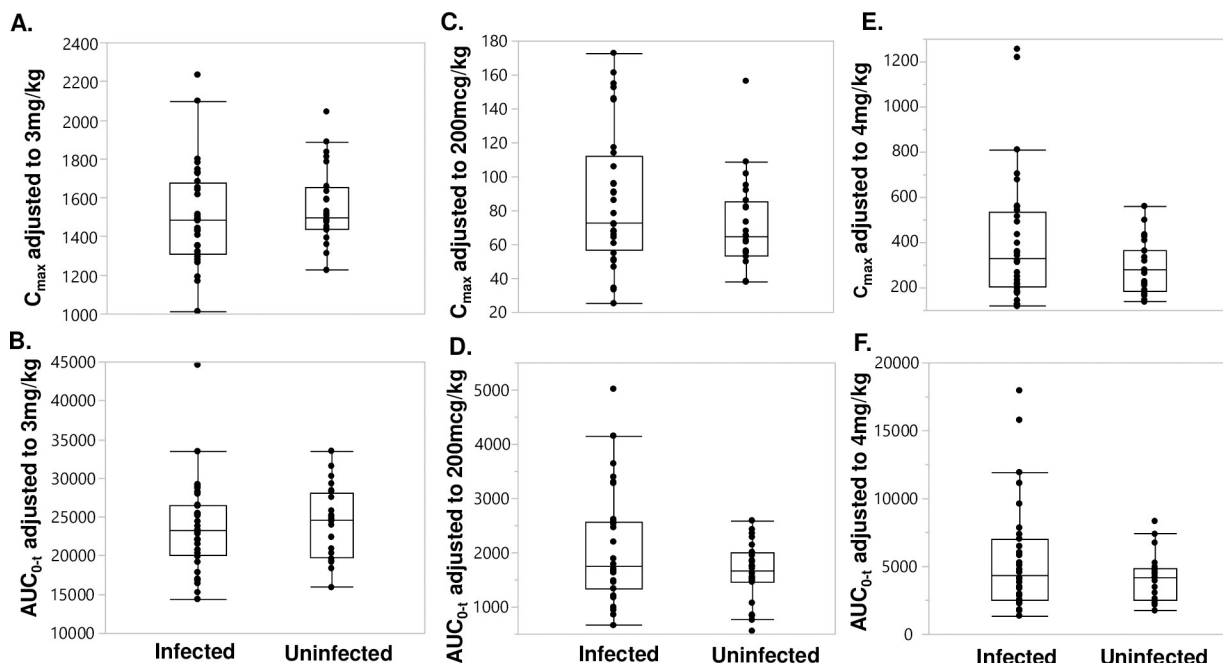 A.
Cmax adjusted to 3mg/kg
2400
2200
2000
1800
1600
1400
1200
1000
B.
AUC0-t adjusted to 3mg/kg
45000
40000
35000
30000
25000
20000
15000
10000
Infected
Uninfected
C.
Cmax adjusted to 200mcg/kg
180
160
140
120
100
80
60
40
20
D.
AUC0-t adjusted to 200mcg/kg
5000
4000
3000
2000
1000
Infected
Uninfected
E.
Cmax adjusted to 4mg/kg
1200
1000
800
600
400
200
F.
AUC0-t adjusted to 4mg/kg
20000
15000
10000
5000
0
Infected
Uninfected